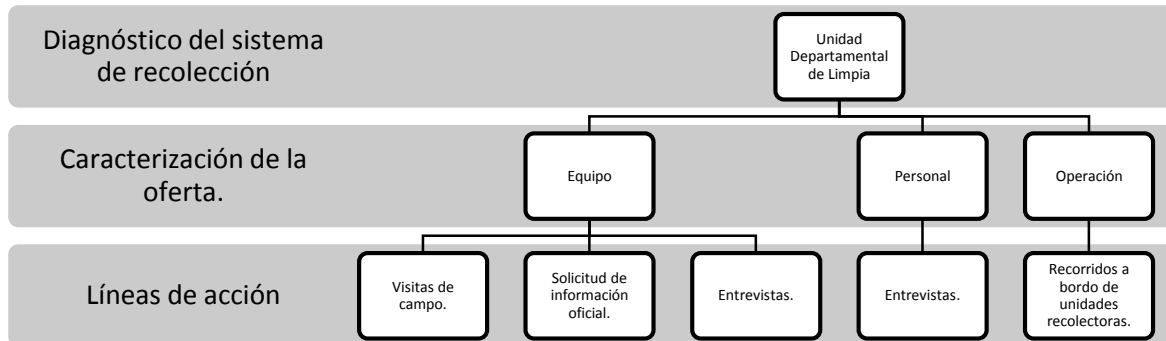 Diagnóstico del sistema
de recolección
Unidad
Departamental
de Limpia
Caracterización de la
oferta.
Equipo
Personal
Operación
Líneas de acción
Visitas de
campo.
Solicitud de
información
oficial.
Entrevistas.
Entrevistas.
Recorridos a
bordo de
unidades
recolectoras.